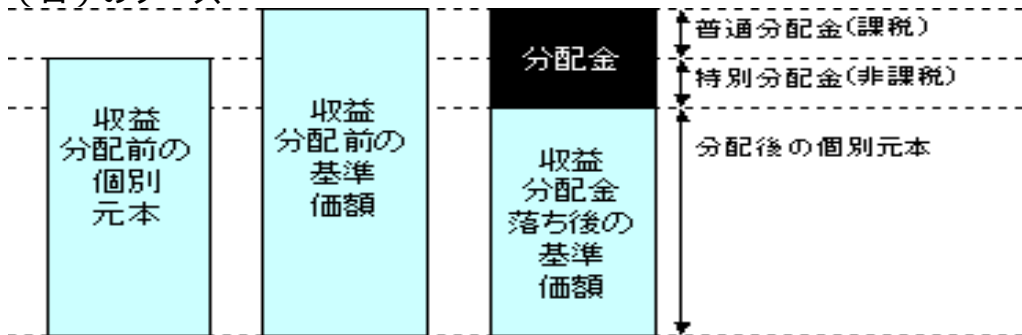 収益
分配前の
個別
元本
収益
分配前の
基準
価額
分配金
収益
分配金
落ち後の
基準
価額
普通分配金(課税)
特別分配金(非課税)
分配後の個別元本